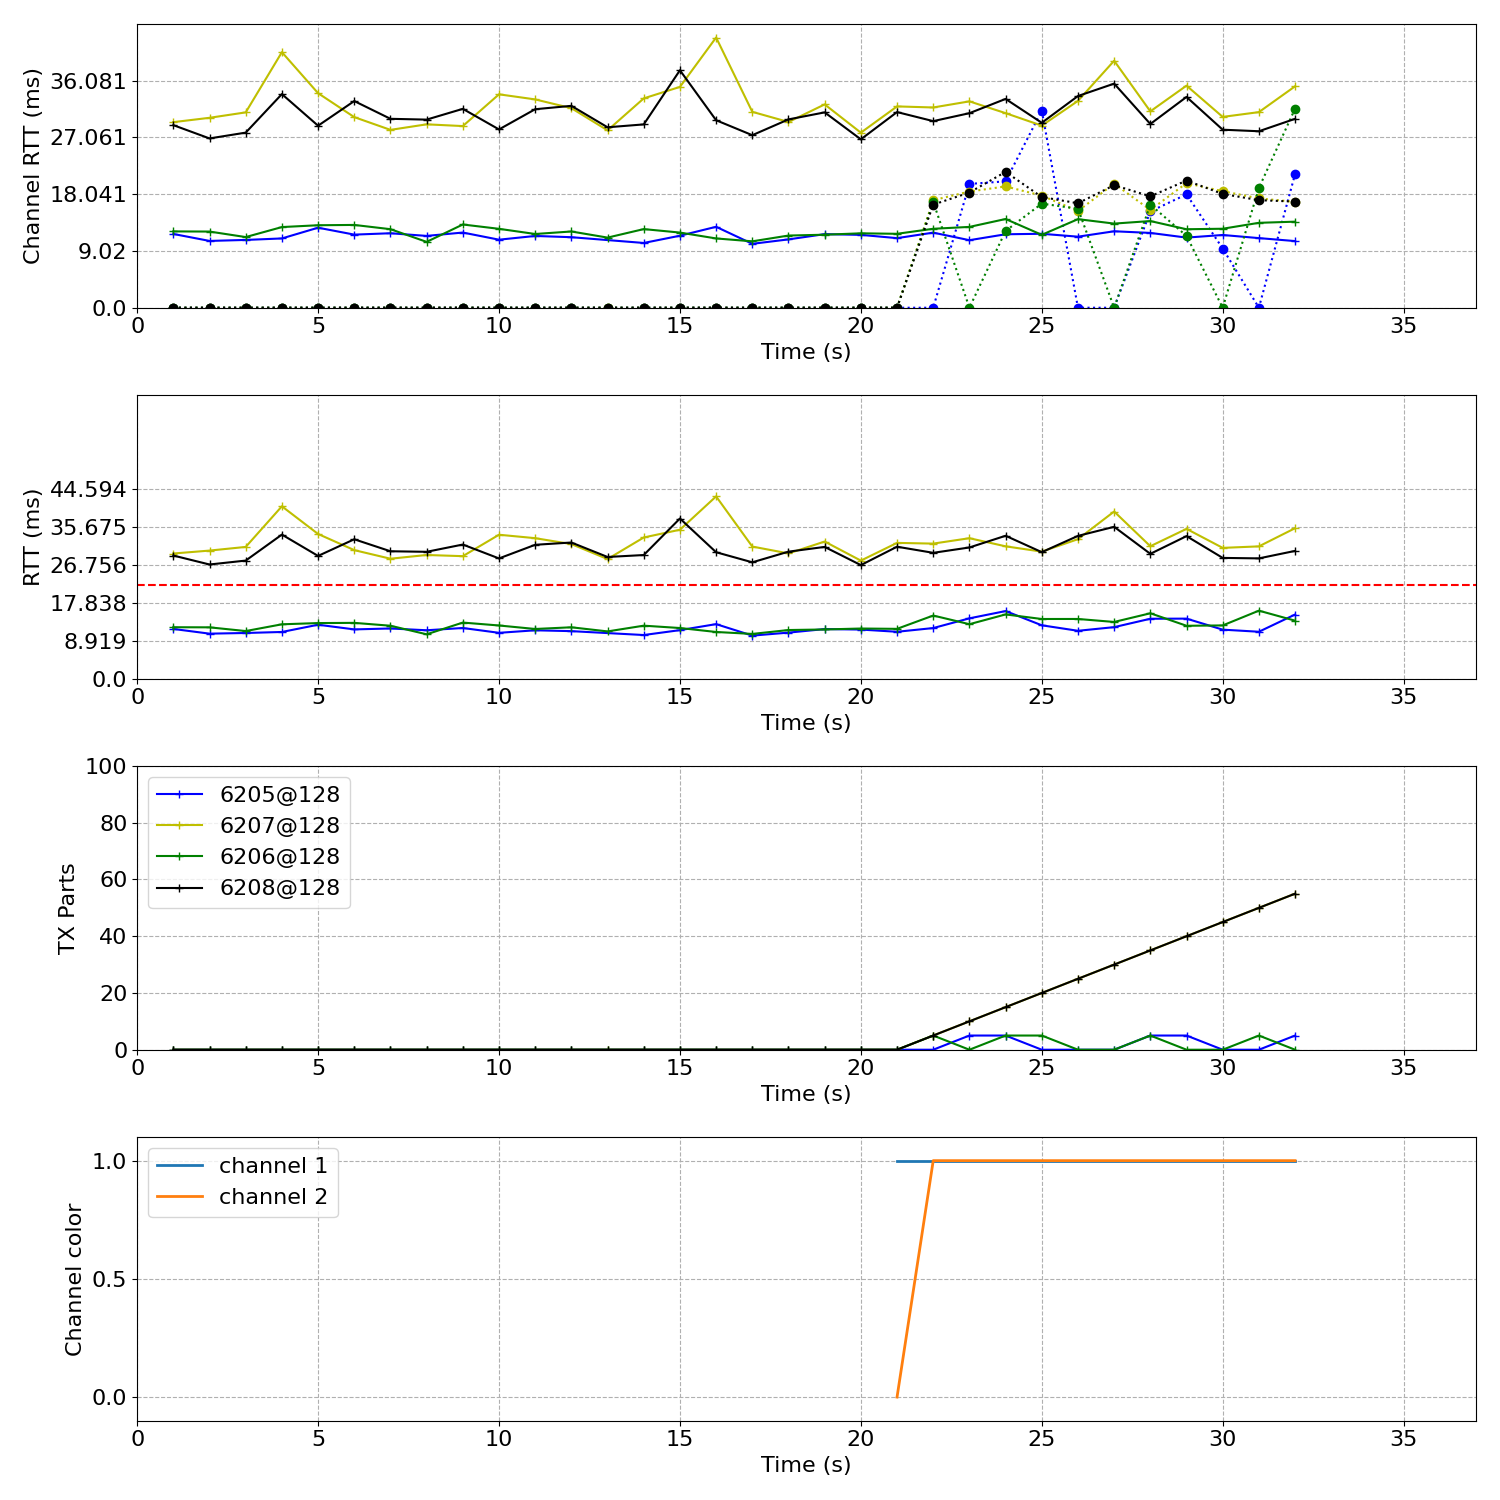 Channel RTT (ms)
36.081
27.061
18.041
9.02
0.0
0 5 10 15 20 25 30 35
Time (s)
RTT (ms)
44.594
35.675
26.756
17.838
8.919
0.0
0 5 10 15 20 25 30 35
Time (s)
TX Parts
100
80
60
40
20
0
6205@128
6207@128
6206@128
6208@128
0 5 10 15 20 25 30 35
Time (s)
Channel color
1.0
0.5
0.0
channel 1
channel 2
0 5 10 15 20 25 30 35
Time (s)